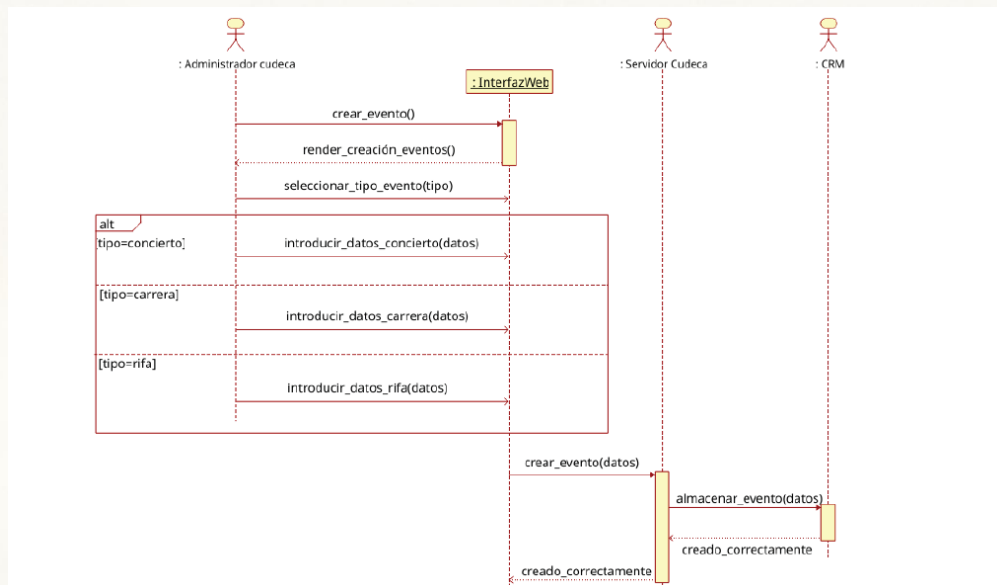 : Administrador cudeca
: InterfazWeb
: Servidor Cudeca
: CRM
crear_evento()
render_creación_eventos()
seleccionar_tipo_evento(tipo)
alt
[tipo=concierto]
introducir_datos_concierto(datos)
[tipo=carrera]
introducir_datos_carrera(datos)
[tipo=rifa]
introducir_datos_rifa(datos)
crear_evento(datos)
almacenar_evento(datos)
creado_correctamente
creado_correctamente